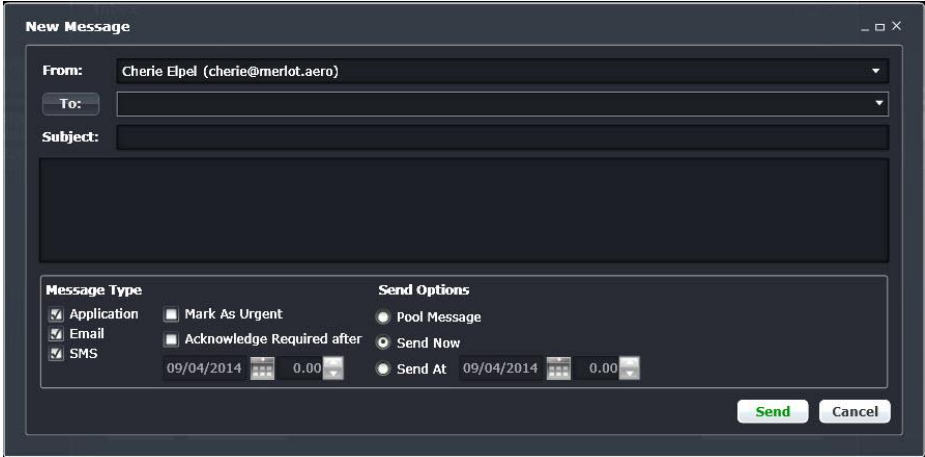 New Message
From: Cherie Elpel (cherie@merlot.aero)
To:
Subject:
Message Type Send Options
Application Mark As Urgent Pool Message
Email Acknowledge Required after Send Now
SMS
09/04/2014 0.00 Send At 09/04/2014 0.00
Send Cancel